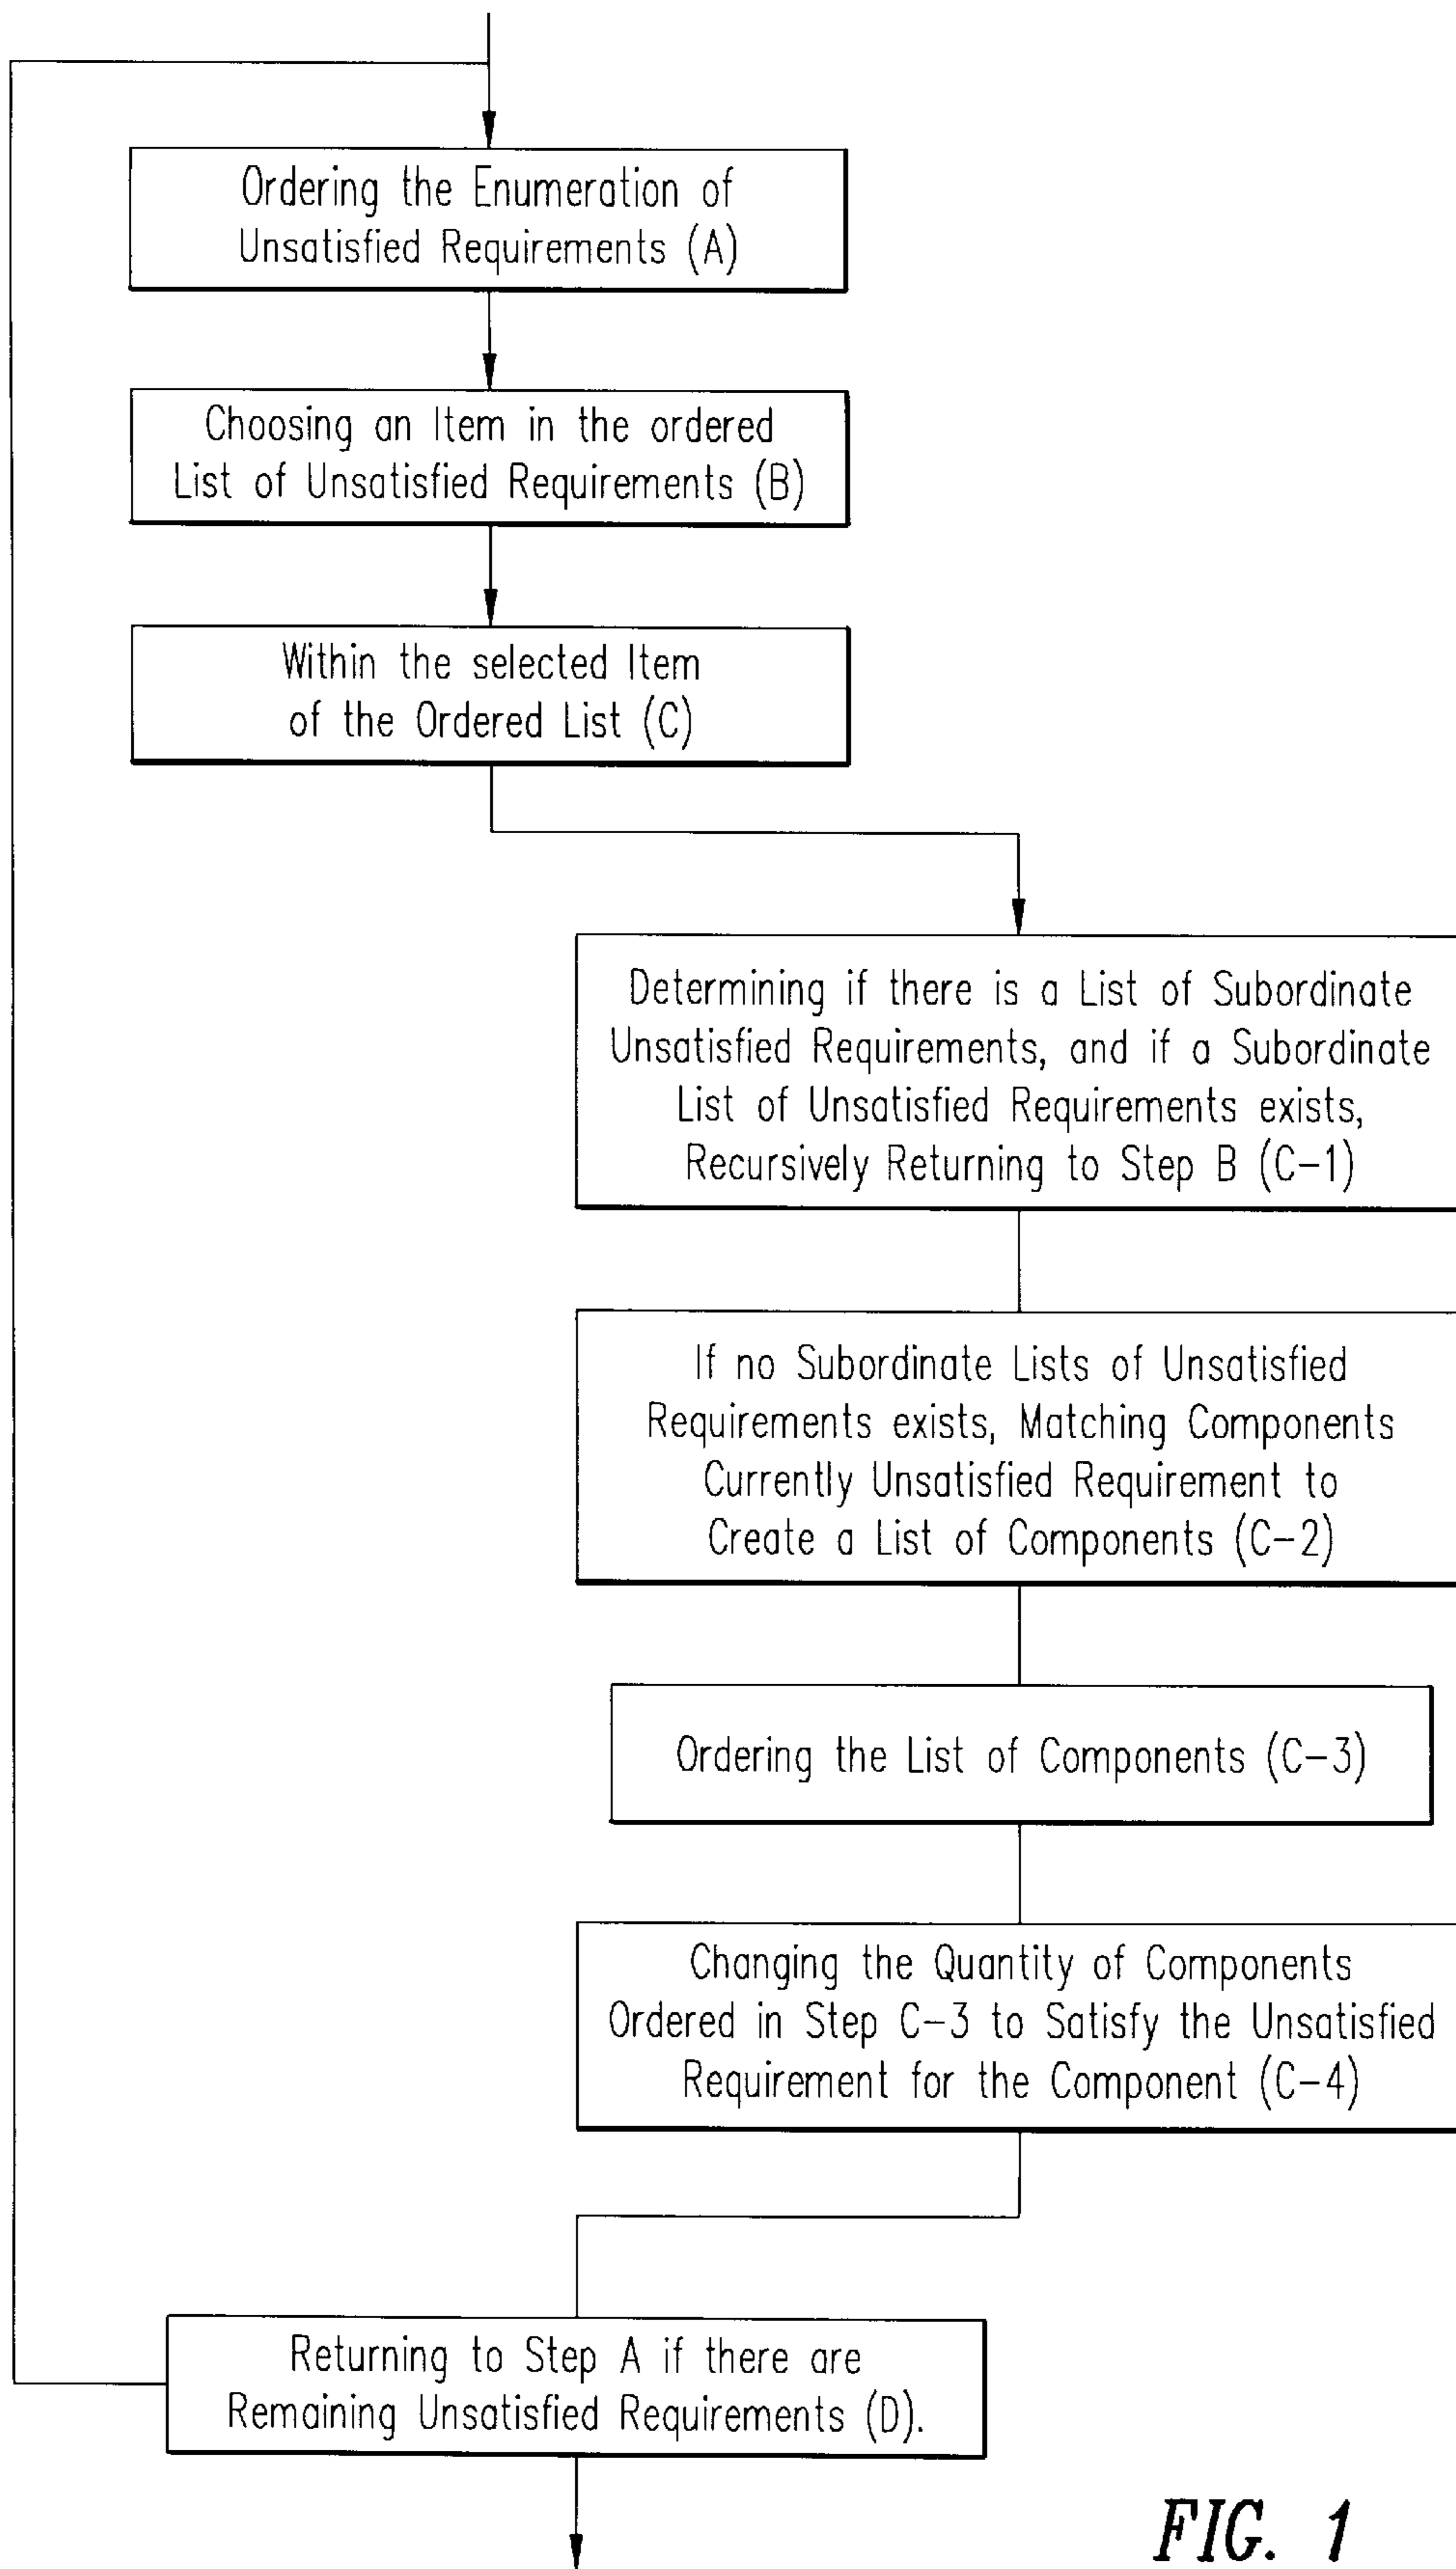 Ordering the Enumeration of
Unsatisfied Requirements (A)
Choosing an Item in the ordered
List of Unsatisfied Requirements (B)
Within the selected Item
of the Ordered List (C)
Determining if there is a List of Subordinate
Unsatisfied Requirements, and if a Subordinate
List of Unsatisfied Requirements exists,
Recursively Returning to Step B (C-1)
If no Subordinate Lists of Unsatisfied
Requirements exists, Matching Components
Currently Unsatisfied Requirement to
Create a List of Components (C-2)
Ordering the List of Components (C-3)
Changing the Quantity of Components
Ordered in Step C-3 to Satisfy the Unsatisfied
Requirement for the Component (C-4)
Returning to Step A if there are
Remaining Unsatisfied Requirements (D).
FIG. 1